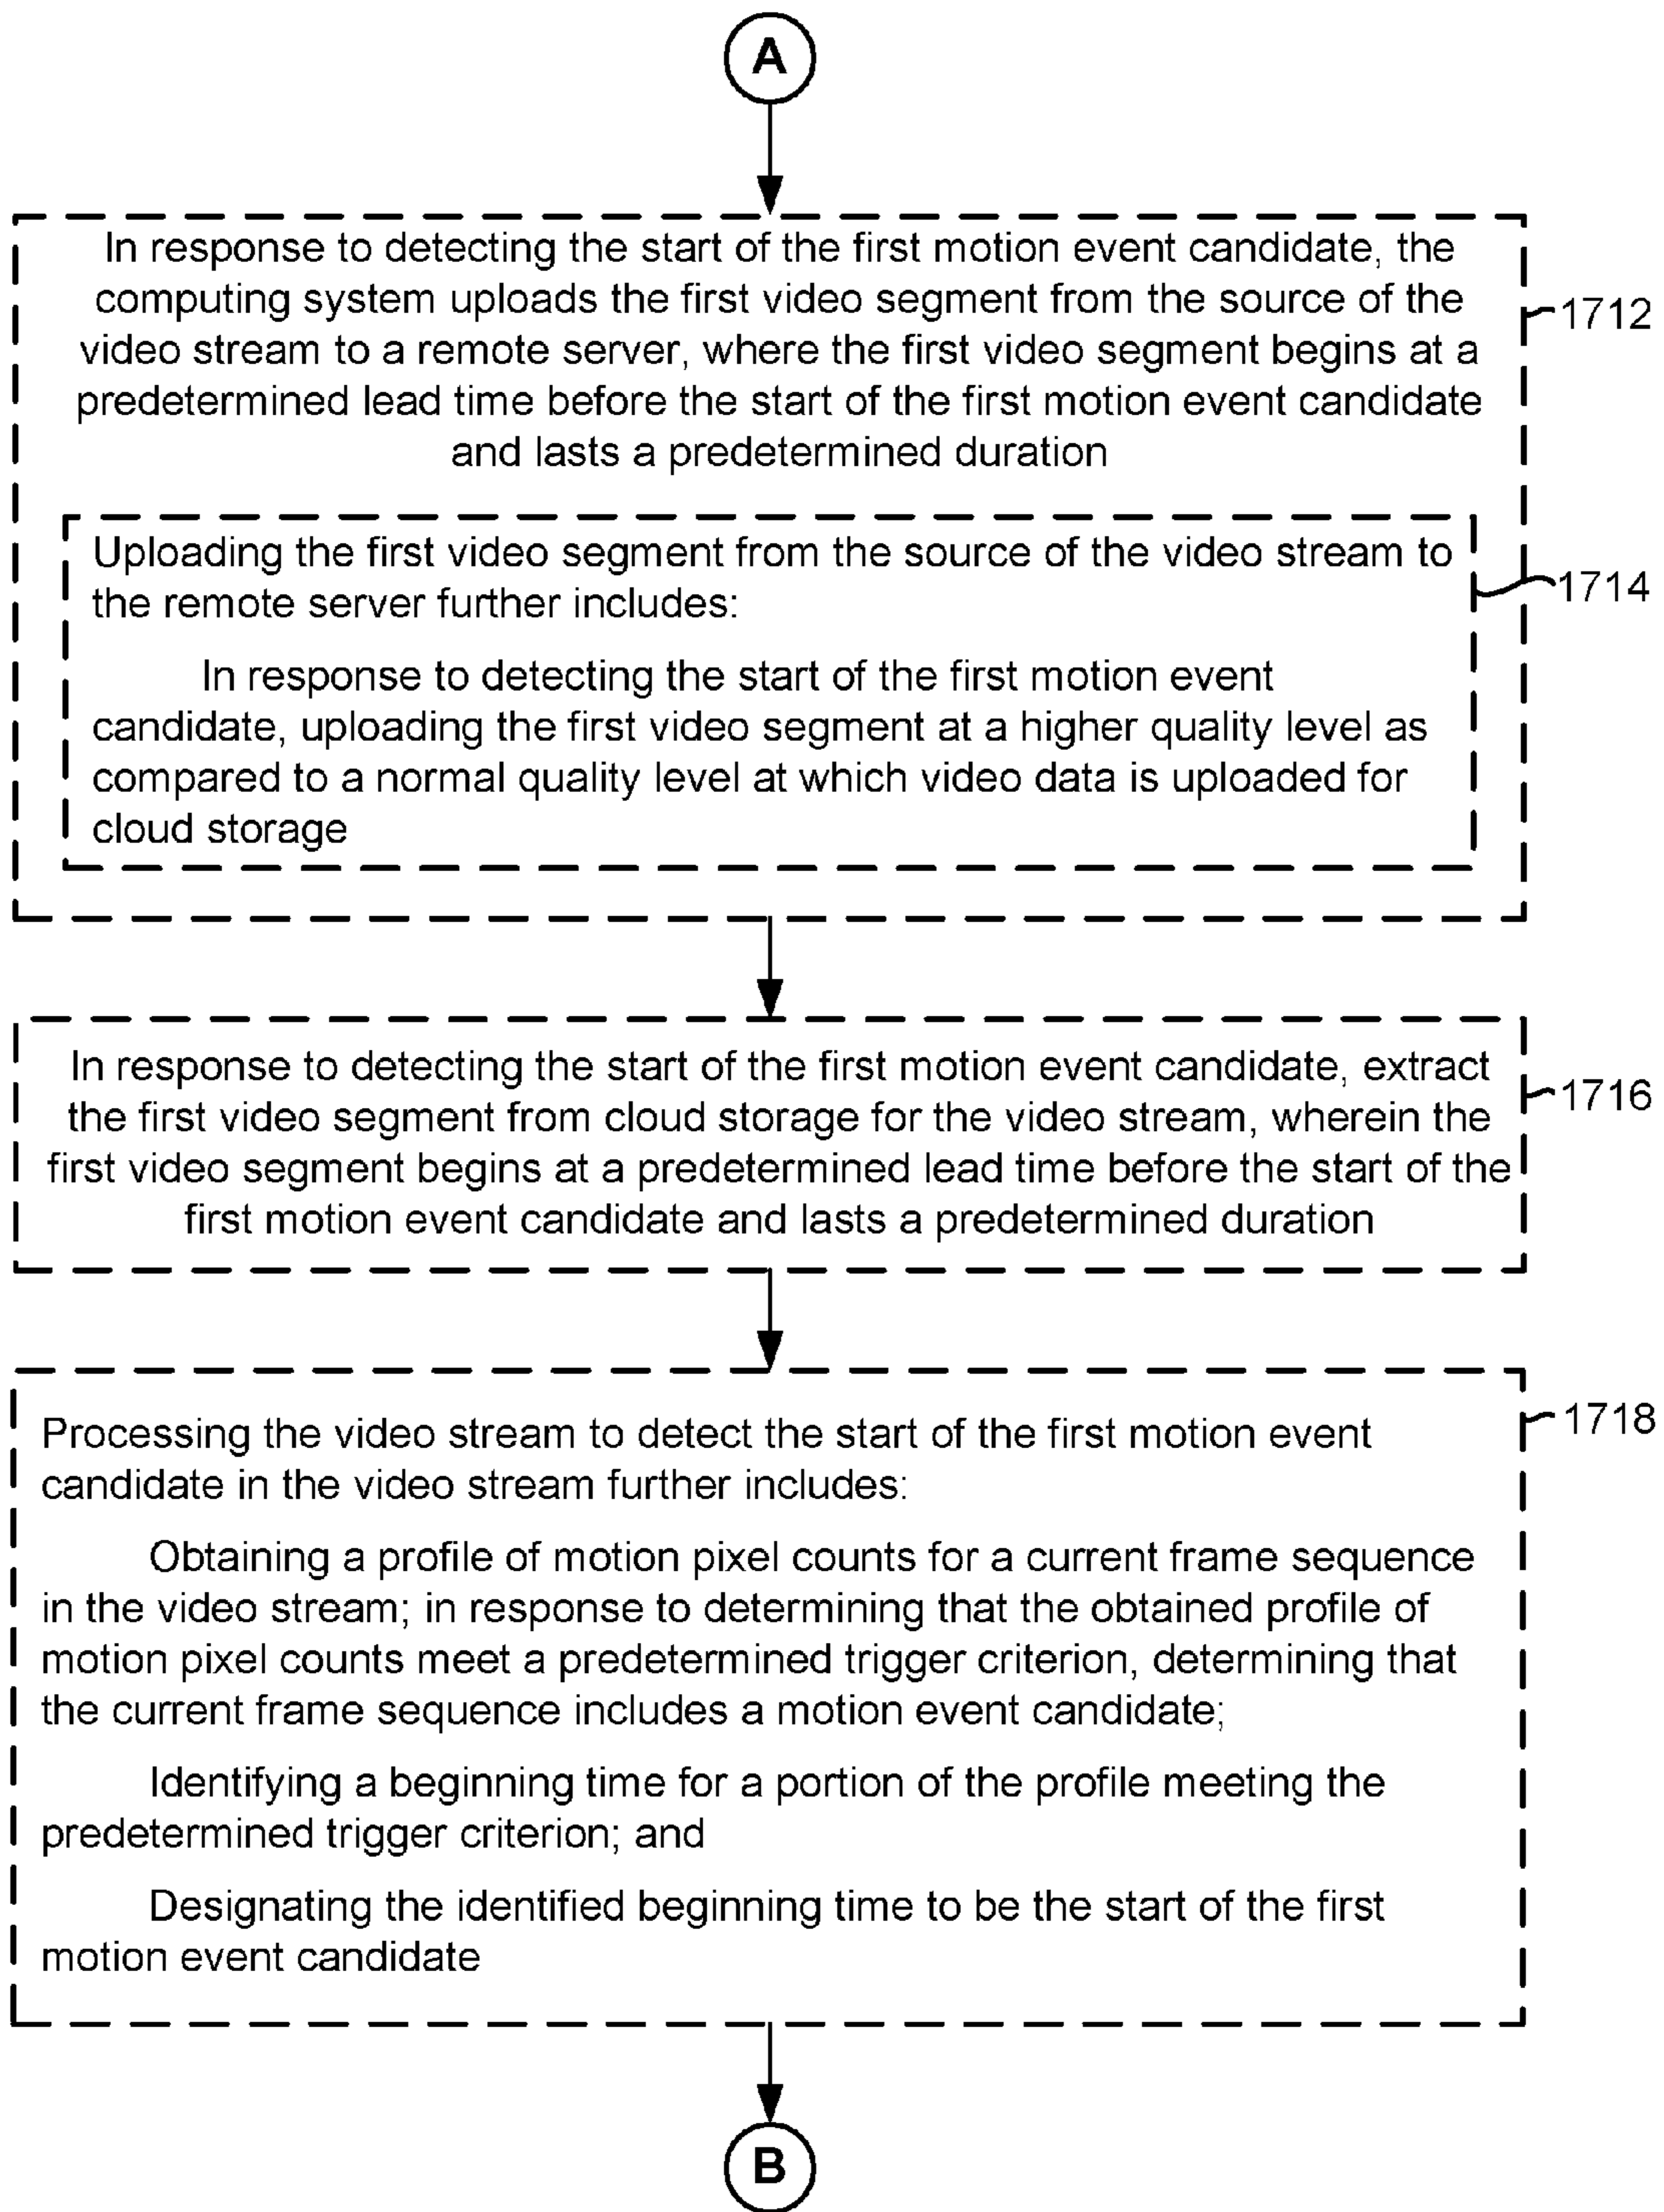 A
In response to detecting the start of the first motion event candidate, the
computing system uploads the first video segment from the source of the
video stream to a remote server, where the first video segment begins at a
predetermined lead time before the start of the first motion event candidate
and lasts a predetermined duration
1712
Uploading the first video segment from the source of the video stream to
the remote server further includes:
1714
In response to detecting the start of the first motion event
candidate, uploading the first video segment at a higher quality level as
compared to a normal quality level at which video data is uploaded for
cloud storage
In response to detecting the start of the first motion event candidate, extract
the first video segment from cloud storage for the video stream, wherein the
first video segment begins at a predetermined lead time before the start of the
first motion event candidate and lasts a predetermined duration
1716
Processing the video stream to detect the start of the first motion event
candidate in the video stream further includes:
1718
Obtaining a profile of motion pixel counts for a current frame sequence
in the video stream; in response to determining that the obtained profile of
motion pixel counts meet a predetermined trigger criterion, determining that
the current frame sequence includes a motion event candidate;
Identifying a beginning time for a portion of the profile meeting the
predetermined trigger criterion; and
Designating the identified beginning time to be the start of the first
motion event candidate
B